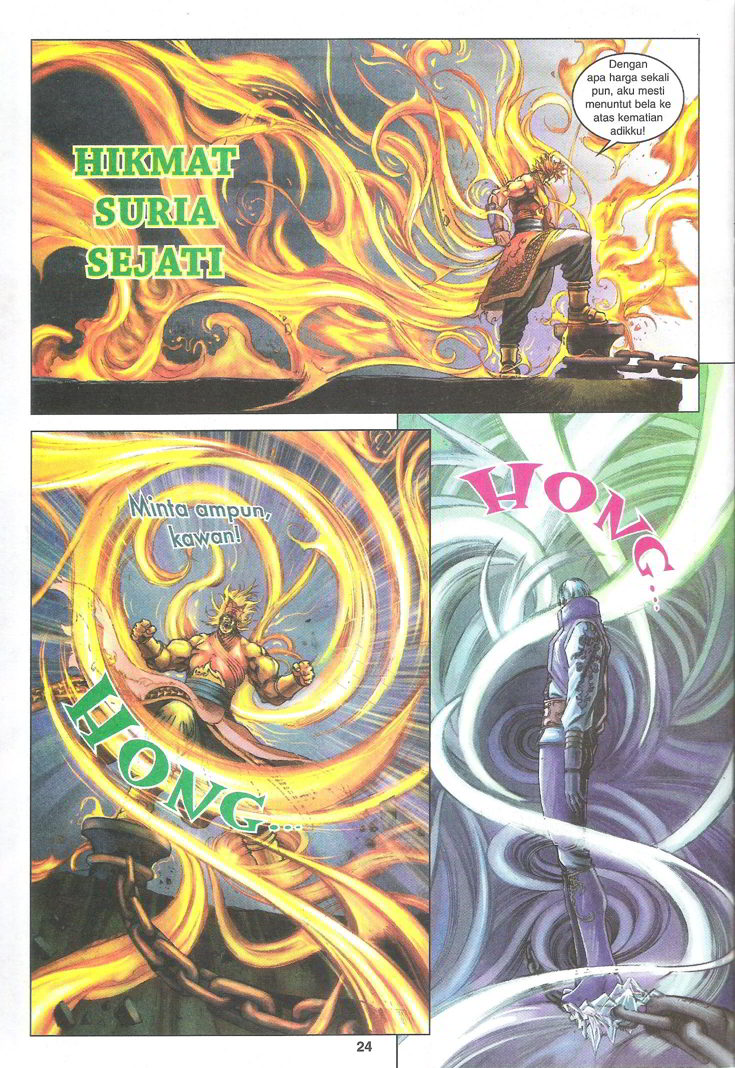 Dengan
apa harga sekali
pun, aku mesti
menuntut bela ke
atas kematian
adikku!
HIKMAT
SURIA
SEJATI
Minta ampun,
kawan!
HONG...
HONG...
24